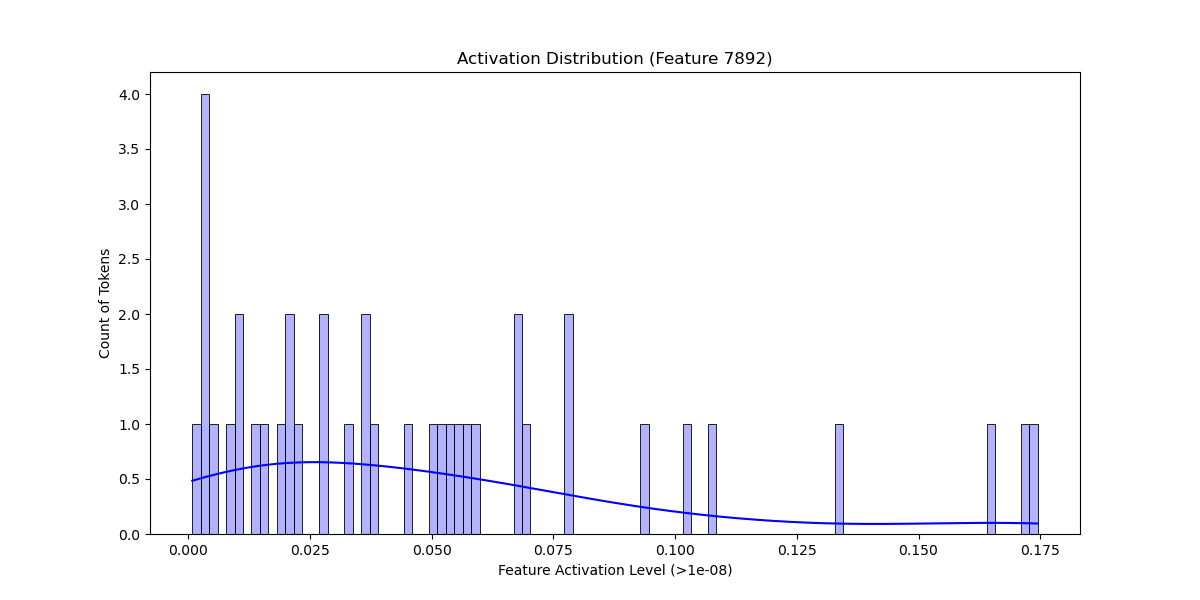 Activation Distribution (Feature 7892)
4.0
3.5
3.0
2.5
2.0
1.5
1.0
0.5
0.0
Count of Tokens
0.000 0.025 0.050 0.075 0.100 0.125 0.150 0.175
Feature Activation Level (>1e-08)